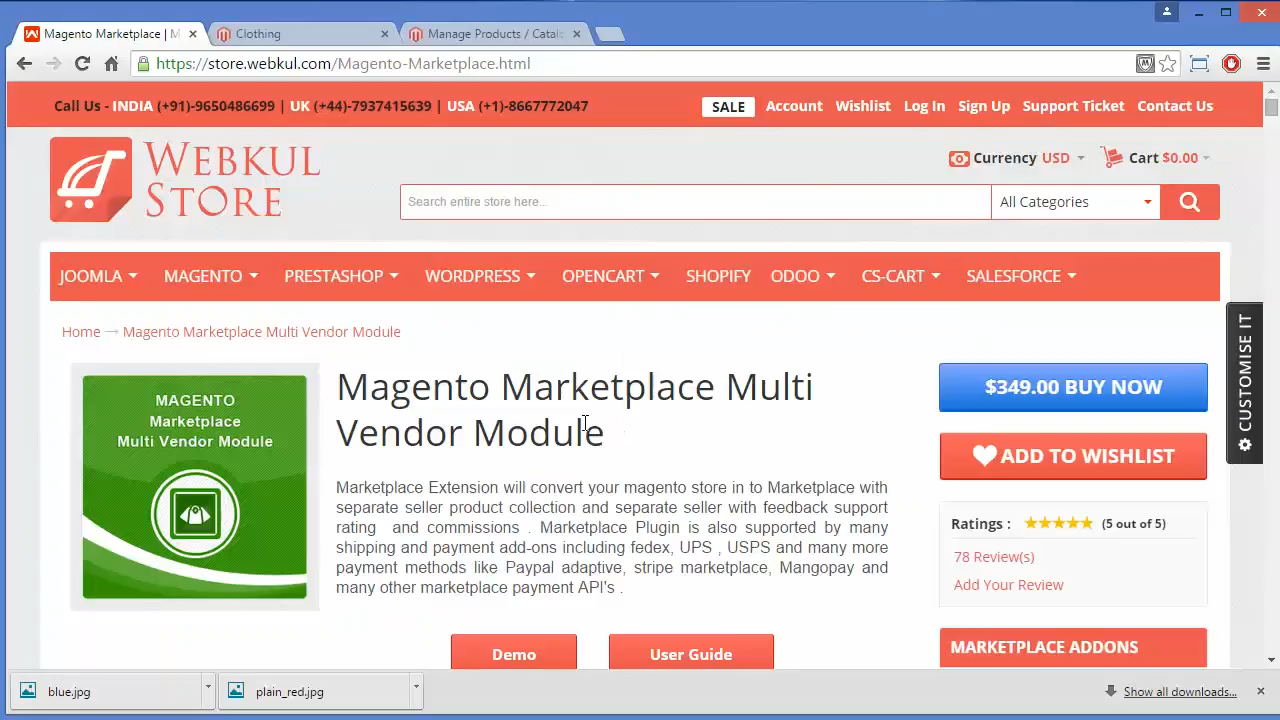 Magento Marketplace | M
Clothing
Manage Products / Catalo
https://store.webkul.com/Magento-Marketplace.html
Call Us - INDIA (+91)-9650486699 | UK (+44)-7937415639 | USA (+1)-8667772047
SALE Account Wishlist Log In Sign Up Support Ticket Contact Us
WEBKUL
STORE
Currency USD Cart $0.00
Search entire store here...
All Categories
JOOMLA MAGENTO PRESTASHOP WORDPRESS OPENCART SHOPIFY ODOO CS-CART SALESFORCE
CUSTOMISE IT
Home → Magento Marketplace Multi Vendor Module
MAGENTO
Marketplace
Multi Vendor Module
Magento Marketplace Multi
Vendor Module
Marketplace Extension will convert your magento store in to Marketplace with
separate seller product collection and separate seller with feedback support
rating and commissions . Marketplace Plugin is also supported by many
shipping and payment add-ons including fedex, UPS , USPS and many more
payment methods like Paypal adaptive, stripe marketplace, Mangopay and
many other marketplace payment API's .
Demo
User Guide
$349.00 BUY NOW
ADD TO WISHLIST
Ratings : (5 out of 5)
78 Review(s)
Add Your Review
MARKETPLACE ADDONS
blue.jpg
plain_red.jpg
Show all downloads...